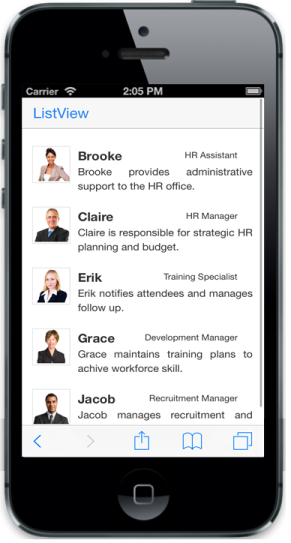 Carrier 2:05 PM
ListView
Brooke HR Assistant
Brooke provides administrative
support to the HR office.
Claire HR Manager
Claire is responsible for strategic HR
planning and budget.
Erik Training Specialist
Erik notifies attendees and manages
follow up.
Grace Development Manager
Grace maintains training plans to
achive workforce skill.
Jacob Recruitment Manager
Jacob manages recruitment and